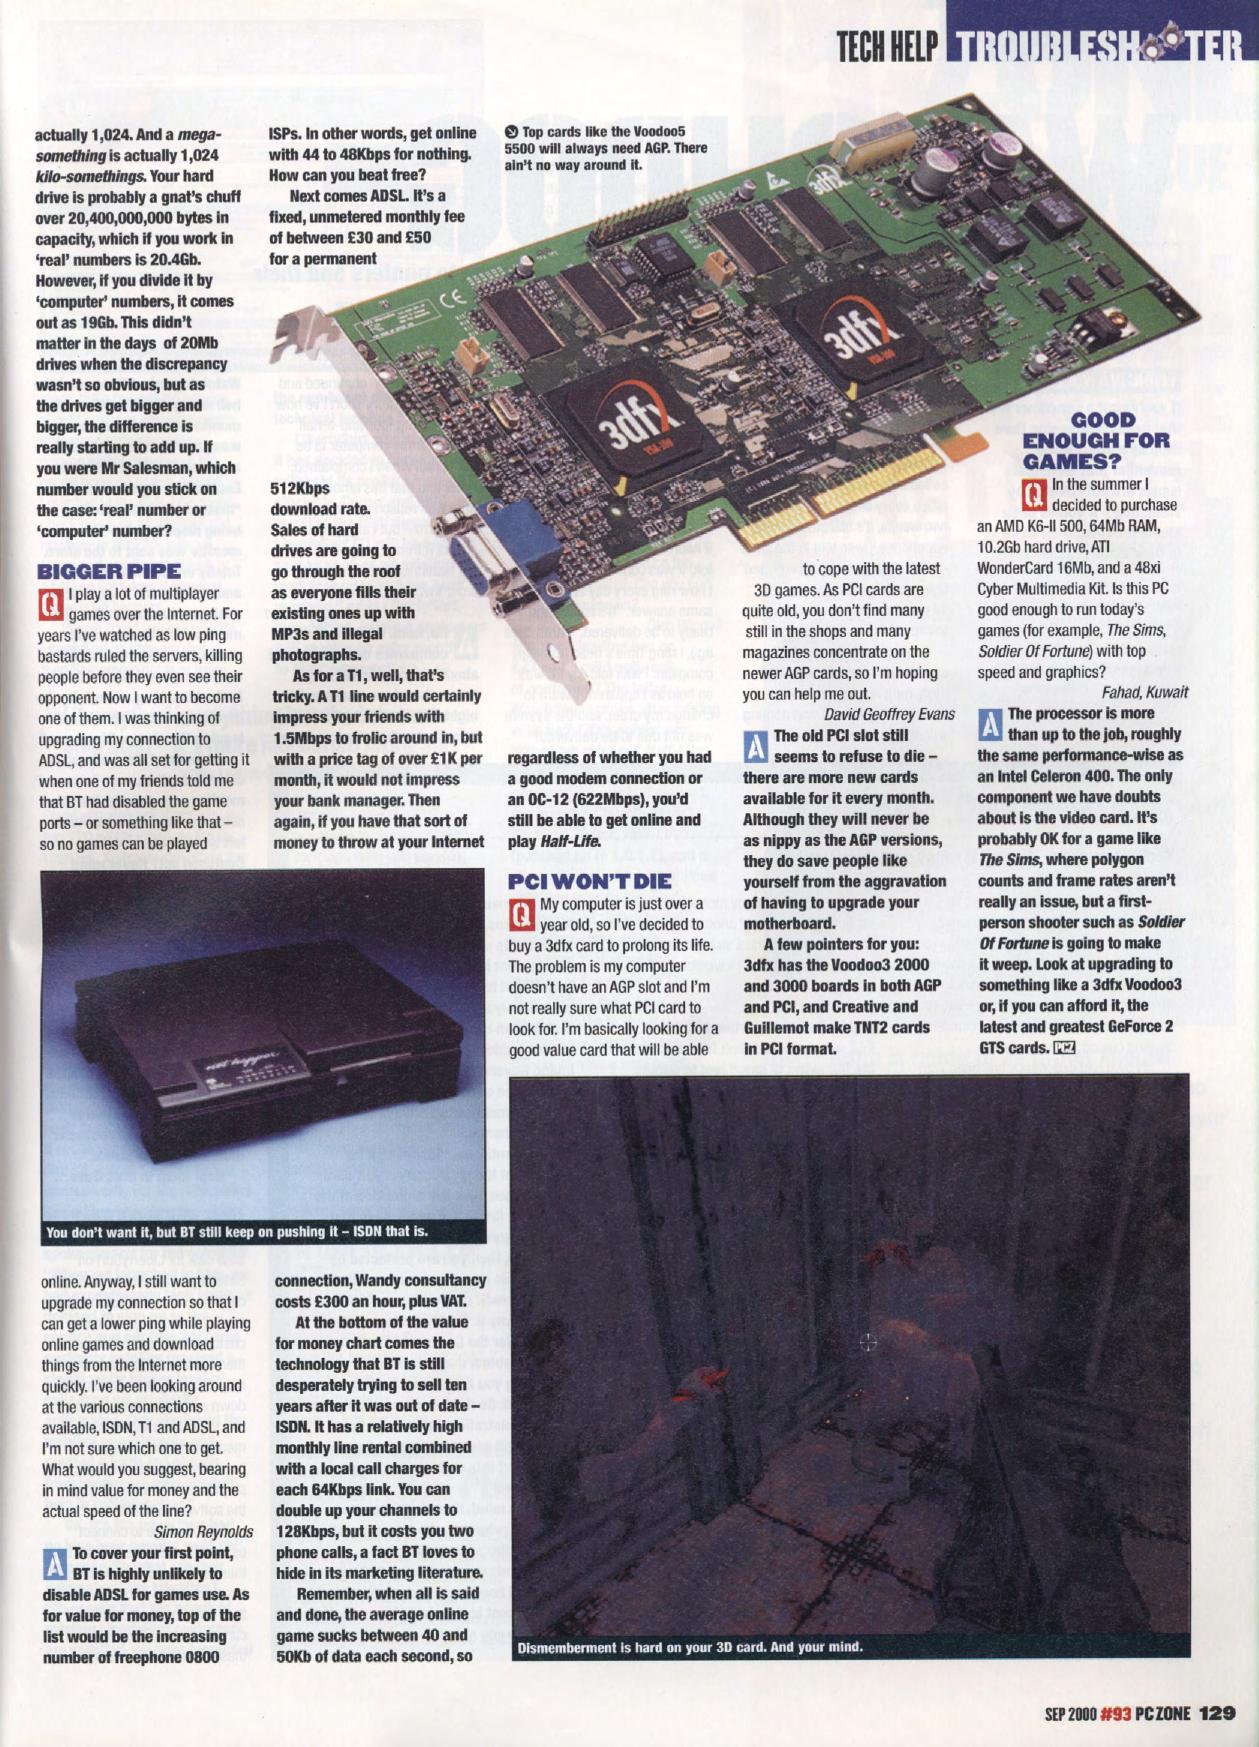 TECH HELP TROUBLESHOOTER
actually 1,024. And a mega-
something is actually 1,024
kilo-somethings. Your hard
drive is probably a gnat's chuff
over 20,400,000,000 bytes in
capacity, which if you work in
'real' numbers is 20.4Gb.
However, if you divide it by
'computer' numbers, it comes
out as 19Gb. This didn't
matter in the days of 20Mb
drives when the discrepancy
wasn't so obvious, but as
the drives get bigger and
bigger, the difference is
really starting to add up. If
you were Mr Salesman, which
number would you stick on
the case: 'real' number or
'computer' number?
BIGGER PIPE
Q I play a lot of multiplayer
games over the Internet. For
years I've watched as low ping
bastards ruled the servers, killing
people before they even see their
opponent. Now I want to become
one of them. I was thinking of
upgrading my connection to
ADSL, and was all set for getting it
when one of my friends told me
that BT had disabled the game
ports – or something like that –
so no games can be played
You don't want it, but BT still keep on pushing it – ISDN that is.
online. Anyway, I still want to
upgrade my connection so that I
can get a lower ping while playing
online games and download
things from the Internet more
quickly. I've been looking around
at the various connections
available, ISDN, T1 and ADSL, and
I'm not sure which one to get.
What would you suggest, bearing
in mind value for money and the
actual speed of the line?
Simon Reynolds
A To cover your first point,
BT is highly unlikely to
disable ADSL for games use. As
for value for money, top of the
list would be the increasing
number of freephone 0800
ISPs. In other words, get online
with 44 to 48Kbps for nothing.
How can you beat free?
Next comes ADSL. It's a
fixed, unmetered monthly fee
of between £30 and £50
for a permanent
512Kbps
download rate.
Sales of hard
drives are going to
go through the roof
as everyone fills their
existing ones up with
MP3s and illegal
photographs.
As for a T1, well, that's
tricky. A T1 line would certainly
impress your friends with
1.5Mbps to frolic around in, but
with a price tag of over £1K per
month, it would not impress
your bank manager. Then
again, if you have that sort of
money to throw at your Internet
connection, Wandy consultancy
costs £300 an hour, plus VAT.
At the bottom of the value
for money chart comes the
technology that BT is still
desperately trying to sell ten
years after it was out of date –
ISDN. It has a relatively high
monthly line rental combined
with a local call charges for
each 64Kbps link. You can
double up your channels to
128Kbps, but it costs you two
phone calls, a fact BT loves to
hide in its marketing literature.
Remember, when all is said
and done, the average online
game sucks between 40 and
50Kb of data each second, so
Top cards like the Voodoo5
5500 will always need AGP. There
ain't no way around it.
3dfx
3dfx
VSA-100
3dfx
VSA-100
CE
regardless of whether you had
a good modem connection or
an OC-12 (622Mbps), you'd
still be able to get online and
play Half-Life.
PCI WON'T DIE
Q My computer is just over a
year old, so I've decided to
buy a 3dfx card to prolong its life.
The problem is my computer
doesn't have an AGP slot and I'm
not really sure what PCI card to
look for. I'm basically looking for a
good value card that will be able
to cope with the latest
3D games. As PCI cards are
quite old, you don't find many
still in the shops and many
magazines concentrate on the
newer AGP cards, so I'm hoping
you can help me out.
David Geoffrey Evans
A The old PCI slot still
seems to refuse to die –
there are more new cards
available for it every month.
Although they will never be
as nippy as the AGP versions,
they do save people like
yourself from the aggravation
of having to upgrade your
motherboard.
A few pointers for you:
3dfx has the Voodoo3 2000
and 3000 boards in both AGP
and PCI, and Creative and
Guillemot make TNT2 cards
in PCI format.
GOOD
ENOUGH FOR
GAMES?
Q In the summer I
decided to purchase
an AMD K6-II 500, 64Mb RAM,
10.2Gb hard drive, ATI
WonderCard 16Mb, and a 48xi
Cyber Multimedia Kit. Is this PC
good enough to run today's
games (for example, The Sims,
Soldier Of Fortune) with top
speed and graphics?
Fahad, Kuwait
A The processor is more
than up to the job, roughly
the same performance-wise as
an Intel Celeron 400. The only
component we have doubts
about is the video card. It's
probably OK for a game like
The Sims, where polygon
counts and frame rates aren't
really an issue, but a first-
person shooter such as Soldier
Of Fortune is going to make
it weep. Look at upgrading to
something like a 3dfx Voodoo3
or, if you can afford it, the
latest and greatest GeForce 2
GTS cards. PCZ
Dismemberment is hard on your 3D card. And your mind.
SEP 2000 #93 PC ZONE 129